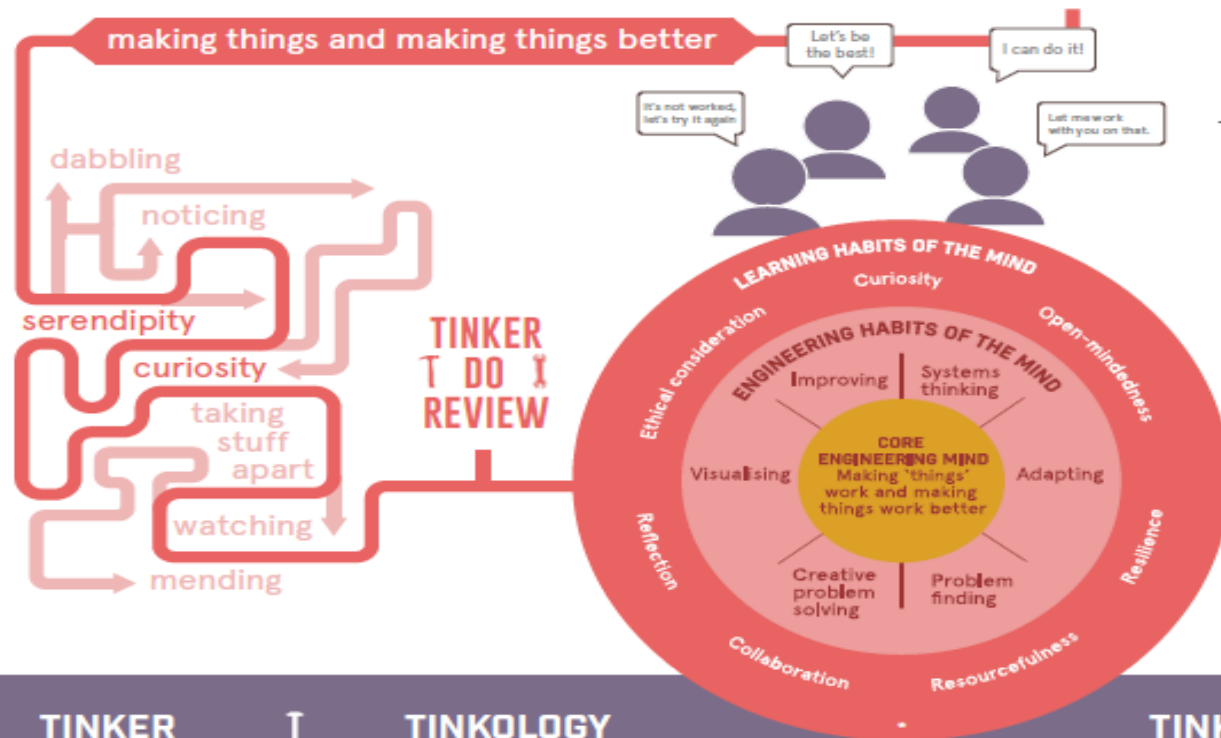 making things and making things better
Let's be
the best!
I can do it!
It's not worked,
let's try it again
Let me work
with you on that.
dabbling
noticing
serendipity
curiosity
taking
stuff
apart
watching
mending
TINKER
DO
REVIEW
LEARNING HABITS OF THE MIND
Curiosity
Ethical consideration
Open-mindedness
Reflection
Resilience
Collaboration
Resourcefulness
ENGINEERING HABITS OF THE MIND
Improving
Systems
thinking
Visualising
Adapting
Creative
problem
solving
Problem
finding
CORE
ENGINEERING MIND
Making 'things'
work and making
things work better
TINKER
TINKOLOGY